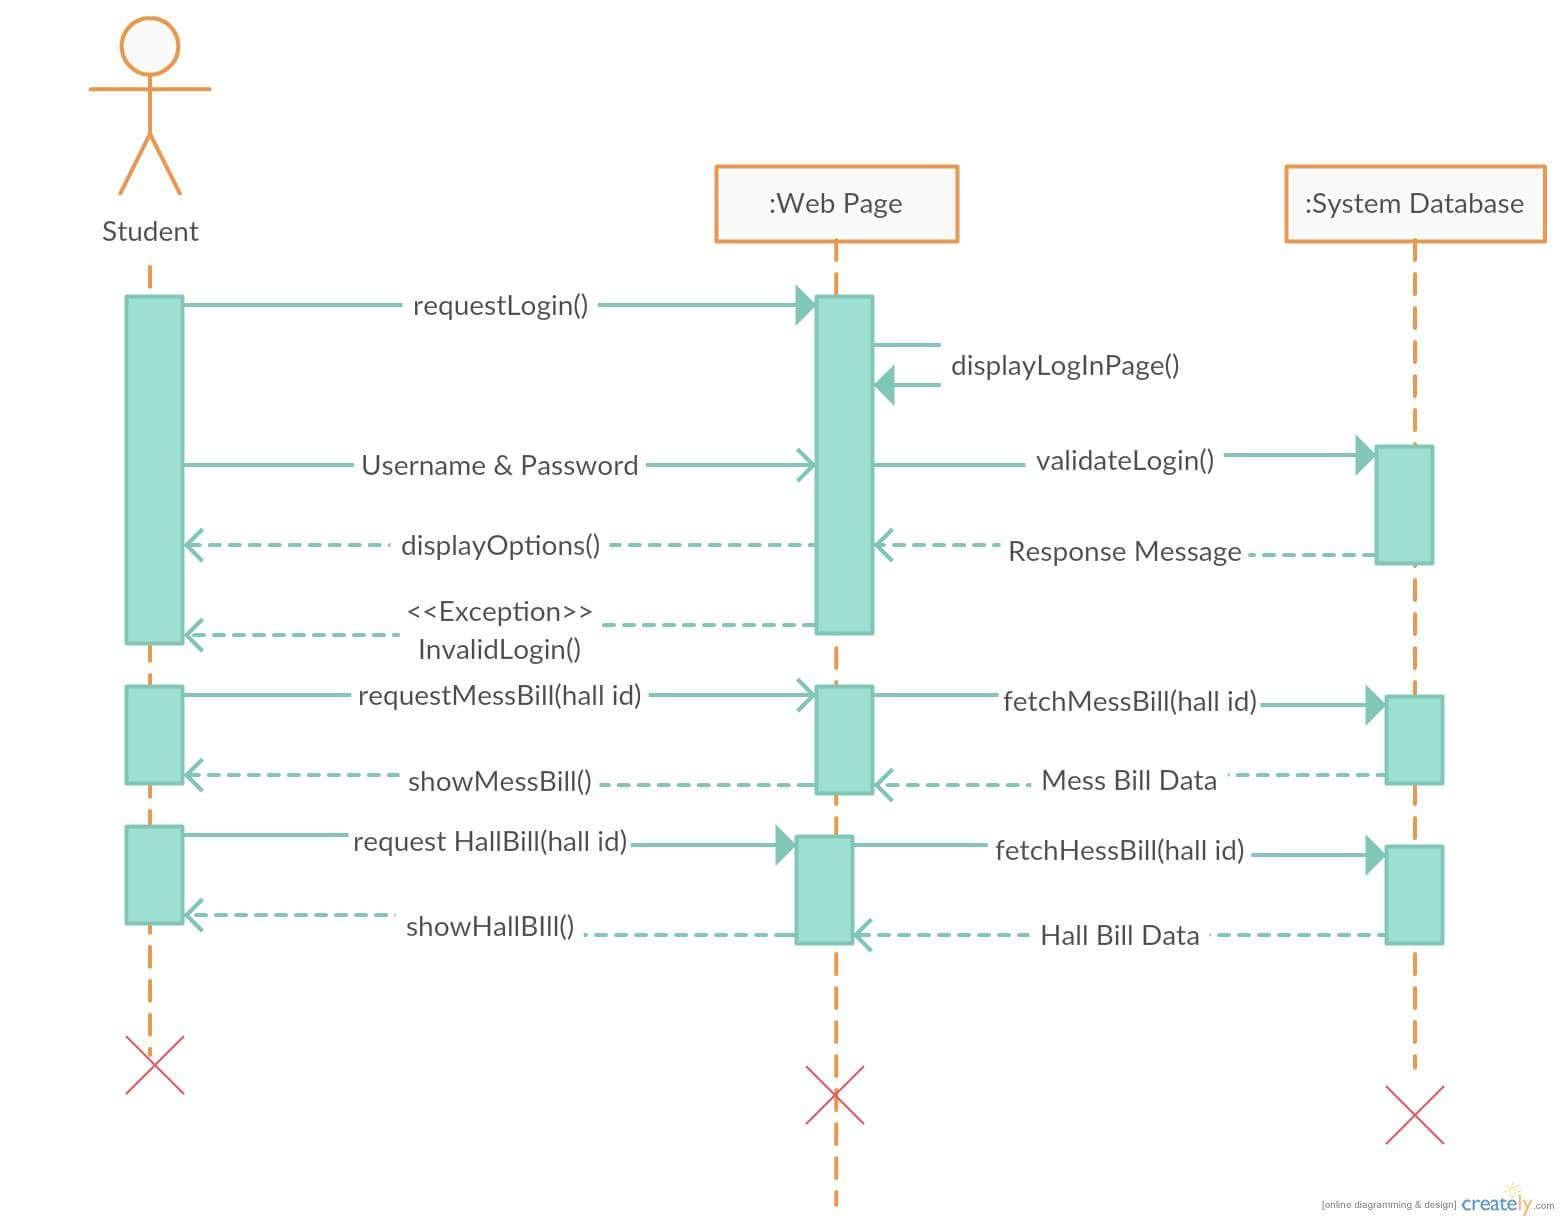 Student
:Web Page
:System Database
requestLogin()
displayLogInPage()
Username & Password
validateLogin()
displayOptions()
Response Message
<<Exception>>
InvalidLogin()
requestMessBill(hall id)
fetchMessBill(hall id)
showMessBill()
Mess Bill Data
request HallBill(hall id)
fetchHessBill(hall id)
showHallBIll()
Hall Bill Data
[online diagramming & design] creately.com